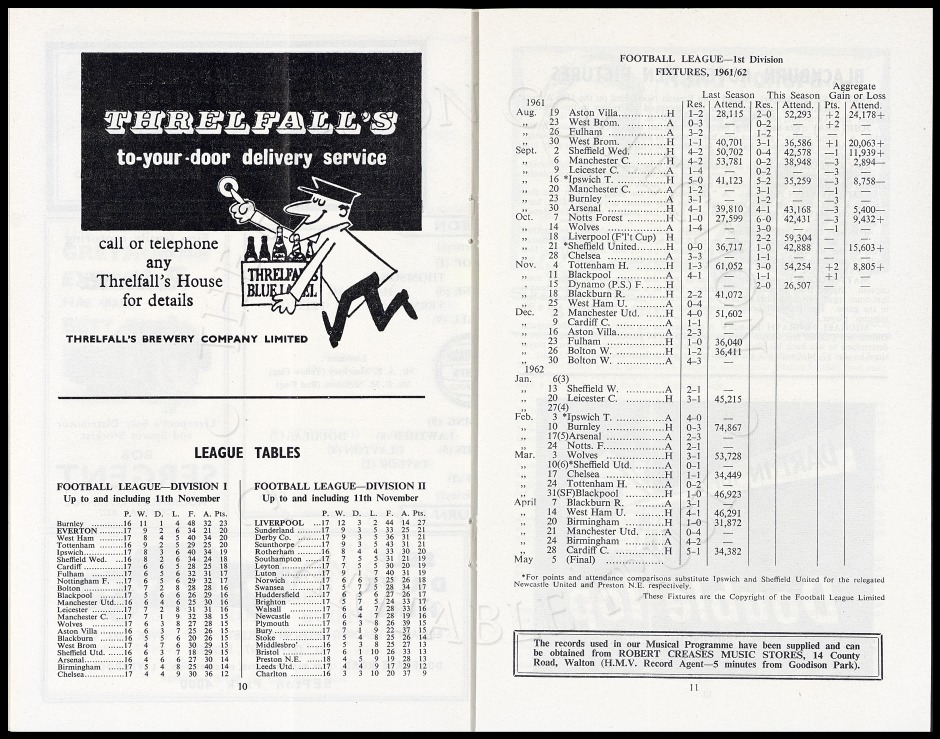 THRELFALL'S
to-your-door delivery service
call or telephone
any
Threlfall's House
for details
THRELFALL'S
BLUE LABEL
THRELFALL'S BREWERY COMPANY LIMITED
LEAGUE TABLES
FOOTBALL LEAGUE—DIVISION I
Up to and including 11th November
P. W. D. L. F. A. Pts.
Burnley ...16 11 1 4 48 32 23
EVERTON ...17 9 2 6 34 21 20
West Ham ...17 8 4 5 40 34 20
Tottenham ...16 9 2 5 29 25 20
Ipswich ...17 8 3 6 40 34 19
Sheffield Wed. ...16 8 2 6 34 24 18
Cardiff ...17 6 6 5 28 25 18
Fulham ...17 6 5 6 32 31 17
Nottingham F. ...17 6 5 6 29 32 17
Bolton ...17 7 2 8 28 28 16
Blackpool ...17 5 6 6 26 29 16
Manchester Utd. ...16 6 4 6 25 30 16
Leicester ...17 7 2 8 31 31 16
Manchester C. ...17 7 1 9 32 38 15
Wolves ...17 6 3 8 27 28 15
Aston Villa ...16 6 3 7 25 26 15
Blackburn ...16 5 5 6 20 26 15
West Brom ...17 4 7 6 30 29 15
Sheffield Utd. ...16 6 3 7 18 29 15
Arsenal ...16 4 6 6 27 30 14
Birmingham ...17 5 4 8 25 40 14
Chelsea ...17 4 4 9 30 36 12
FOOTBALL LEAGUE—DIVISION II
Up to and including 11th November
P. W. D. L. F. A. Pts.
LIVERPOOL ...17 12 3 2 44 14 27
Sunderland ...17 9 3 5 33 25 21
Derby Co. ...17 9 3 5 36 31 21
Scunthorpe ...17 9 3 5 43 31 21
Rotherham ...16 8 4 4 33 30 20
Southampton ...17 7 5 5 31 21 19
Leyton ...17 7 5 5 30 20 19
Luton ...17 9 1 7 40 31 19
Norwich ...17 6 6 5 25 26 18
Swansea ...17 5 7 5 28 34 17
Huddersfield ...17 6 5 6 27 26 17
Brighton ...17 5 7 5 24 33 17
Walsall ...17 6 4 7 28 33 16
Newcastle ...17 6 4 7 28 19 16
Plymouth ...17 6 3 8 26 39 15
Bury ...17 7 1 9 22 37 15
Stoke ...17 5 4 8 25 26 14
Middlesbro' ...16 5 3 8 25 27 13
Bristol ...17 6 1 10 26 33 13
Preston N.E. ...18 4 5 9 19 28 13
Leeds Utd. ...17 4 4 9 17 29 12
Charlton ...16 3 3 10 20 37 9
10
FOOTBALL LEAGUE—1st Division
FIXTURES, 1961/62
Last Season This Season Aggregate Gain or Loss
Res. Attend. Res. Attend. Pts. Attend.
1961
Aug. 19 Aston Villa...H 1–2 28,115 2–0 52,293 +2 24,178+
,, 23 West Brom. ...A 0–3 — 0–2 — +2 —
,, 26 Fulham ...A 3–2 — 1–2 —
,, 30 West Brom. ...H 1–1 40,701 3–1 36,586 +1 20,063+
Sept. 2 Sheffield Wed. ...H 4–2 50,702 0–4 42,578 —1 11,939+
,, 6 Manchester C. ...H 4–2 53,781 0–2 38,948 —3 2,894—
,, 9 Leicester C. ...A 1–4 — 0–2 — —3 —
,, 16 *Ipswich T. ...H 5–0 41,123 5–2 35,259 —3 8,758—
,, 20 Manchester C. ...A 1–2 — 3–1 — —1 —
,, 23 Burnley ...A 3–1 — 1–2 — —3 —
,, 30 Arsenal ...H 4–1 39,810 4–1 43,168 —3 5,400—
Oct. 7 Notts Forest ...H 1–0 27,599 6–0 42,431 —3 9,432+
,, 14 Wolves ...A 1–4 — 3–0 — —1 —
,, 18 Liverpool (F'l't Cup) H 2–2 59,304 —
,, 21 *Sheffield United...H 0–0 36,717 1–0 42,888 15,603+
,, 28 Chelsea ...A 3–3 — 1–1 —
Nov. 4 Tottenham H. ...H 1–3 61,052 3–0 54,254 +2 8,805+
,, 11 Blackpool ...A 4–1 — 1–1 — +1 —
,, 15 Dynamo (P.S.) F. ...H 2–0 26,507 —
,, 18 Blackburn R. ...H 2–2 41,072
,, 25 West Ham U. ...A 0–4 —
Dec. 2 Manchester Utd. ...H 4–0 51,602
,, 9 Cardiff C. ...A 1–1 —
,, 16 Aston Villa ...A 2–3 —
,, 23 Fulham ...H 1–0 36,040
,, 26 Bolton W. ...H 1–2 36,411
,, 30 Bolton W. ...A 4–3 —
1962
Jan. 6(3)
,, 13 Sheffield W. ...A 2–1 —
,, 20 Leicester C. ...H 3–1 45,215
,, 27(4)
Feb. 3 *Ipswich T. ...A 4–0 —
,, 10 Burnley ...H 0–3 74,867
,, 17(5)Arsenal ...A 2–3 —
,, 24 Notts. F. ...A 2–1 —
Mar. 3 Wolves ...H 3–1 53,728
,, 10(6)*Sheffield Utd. ...A 0–1 —
,, 17 Chelsea ...H 1–1 34,449
,, 24 Tottenham H. ...A 0–2 —
,, 31(SF)Blackpool ...H 1–0 46,923
April 7 Blackburn R. ...A 3–1 —
,, 14 West Ham U. ...H 4–1 46,291
,, 20 Birmingham ...H 1–0 31,872
,, 21 Manchester Utd. ...A 0–4 —
,, 24 Birmingham ...A 4–2 —
,, 28 Cardiff C. ...H 5–1 34,382
May 5 (Final) ...
*For points and attendance comparisons substitute Ipswich and Sheffield United for the relegated
Newcastle United and Preston N.E. respectively.
These Fixtures are the Copyright of the Football League Limited
The records used in our Musical Programme have been supplied and can
be obtained from ROBERT CREASES MUSIC STORES, 14 County
Road, Walton (H.M.V. Record Agent—5 minutes from Goodison Park).
11